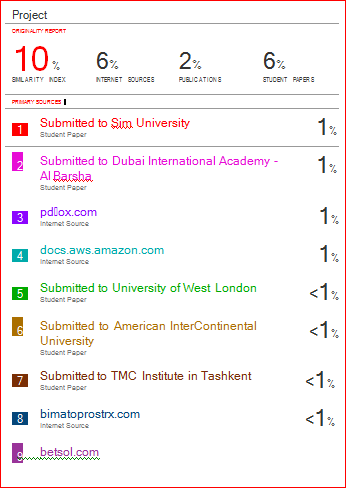 Project
ORIGINALITY REPORT
10% 6% 2% 6%
SIMILARITY INDEX INTERNET SOURCES PUBLICATIONS STUDENT PAPERS
PRIMARY SOURCES
1 Submitted to Sim University 1%
Student Paper
2 Submitted to Dubai International Academy - 1%
Al Barsha
Student Paper
3 pd▯ox.com 1%
Internet Source
4 docs.aws.amazon.com 1%
Internet Source
5 Submitted to University of West London <1%
Student Paper
6 Submitted to American InterContinental <1%
University
Student Paper
7 Submitted to TMC Institute in Tashkent <1%
Student Paper
8 bimatoprostrx.com <1%
Internet Source
9 betsol.com